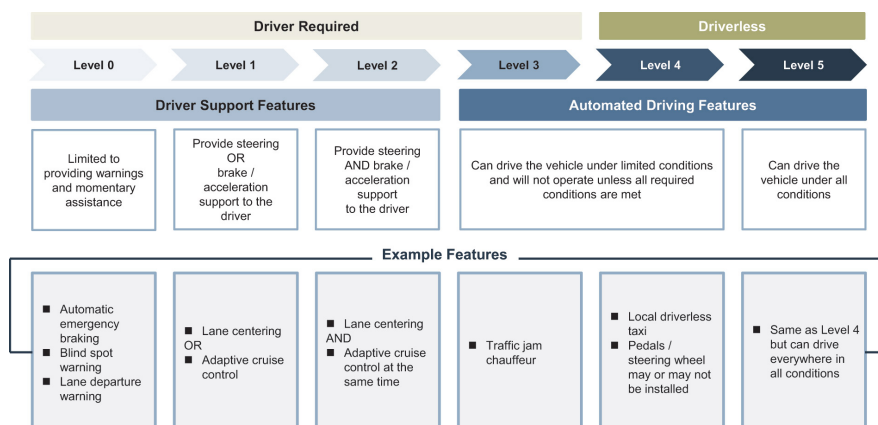 Driver Required
Driverless
Level 0
Level 1
Level 2
Level 3
Level 4
Level 5
Driver Support Features
Automated Driving Features
Limited to
providing warnings
and momentary
assistance
Provide steering
OR
brake /
acceleration
support to the
driver
Provide steering
AND brake /
acceleration
support
to the driver
Can drive the vehicle under limited conditions
and will not operate unless all required
conditions are met
Can drive the
vehicle under all
conditions
Example Features
■ Automatic
emergency
braking
■ Blind spot
warning
■ Lane departure
warning
■ Lane centering
OR
■ Adaptive cruise
control
■ Lane centering
AND
■ Adaptive cruise
control at the
same time
■ Traffic jam
chauffeur
■ Local driverless
taxi
■ Pedals /
steering wheel
may or may not
be installed
■ Same as Level 4
but can drive
everywhere in
all conditions